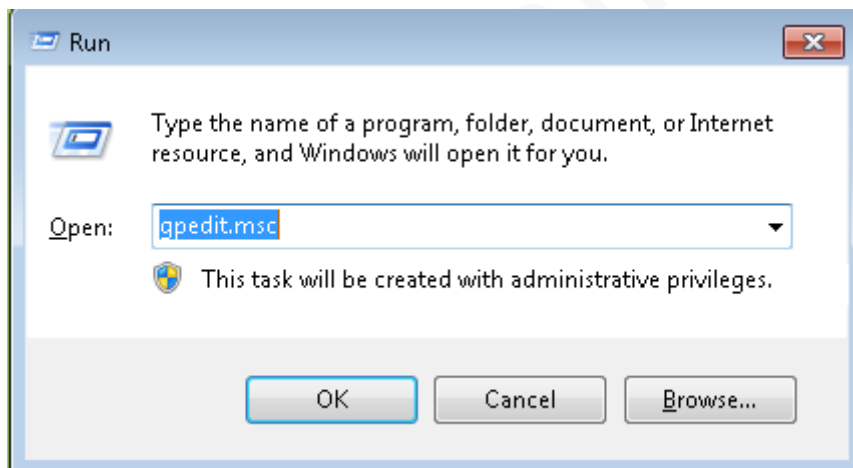 Run
Type the name of a program, folder, document, or Internet
resource, and Windows will open it for you.
Open: gpedit.msc
This task will be created with administrative privileges.
OK Cancel Browse...